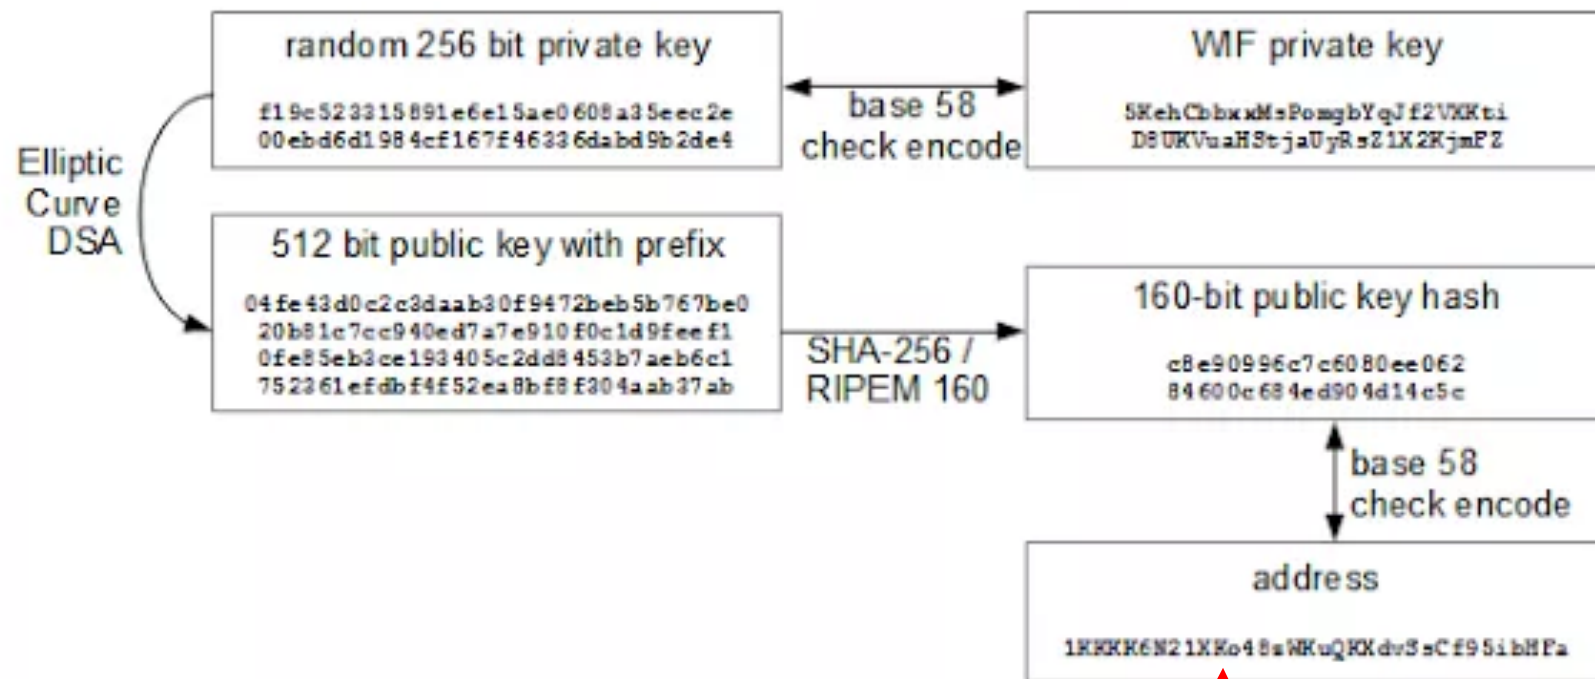 random 256 bit private key
f19c523315891e6e15ae0608a35eec2e
00ebd6d1984cf167f46336dabd9b2de4
WIF private key
5KehCbbxxMsPomgbYqJf2VXKti
D8UKVuaHStjaUyRsZ1X2KjmFZ
base 58
check encode
Elliptic
Curve
DSA
512 bit public key with prefix
04fe43d0c2c3daab30f9472beb5b767be0
20b81c7cc940ed7a7e910f0c1d9feef1
0fe85eb3ce193405c2dd8453b7aeb6c1
752361efdbf4f52ea8bf8f304aab37ab
SHA-256 /
RIPEM 160
160-bit public key hash
c8e90996c7c6080ee062
84600c684ed904d14c5c
base 58
check encode
address
1KKKK6N21XKo48sWKuQKXdvSsCf95ibHFa